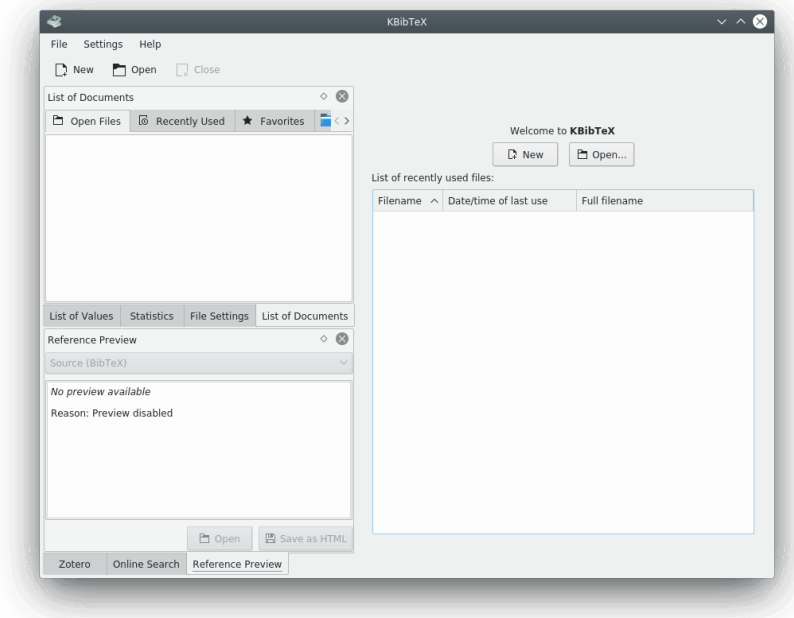 KBibTeX
File Settings Help
New Open Close
List of Documents
Open Files Recently Used Favorites
List of Values Statistics File Settings List of Documents
Reference Preview
Source (BibTeX)
No preview available
Reason: Preview disabled
Open Save as HTML
Zotero Online Search Reference Preview
Welcome to KBibTeX
New Open...
List of recently used files:
Filename Date/time of last use Full filename